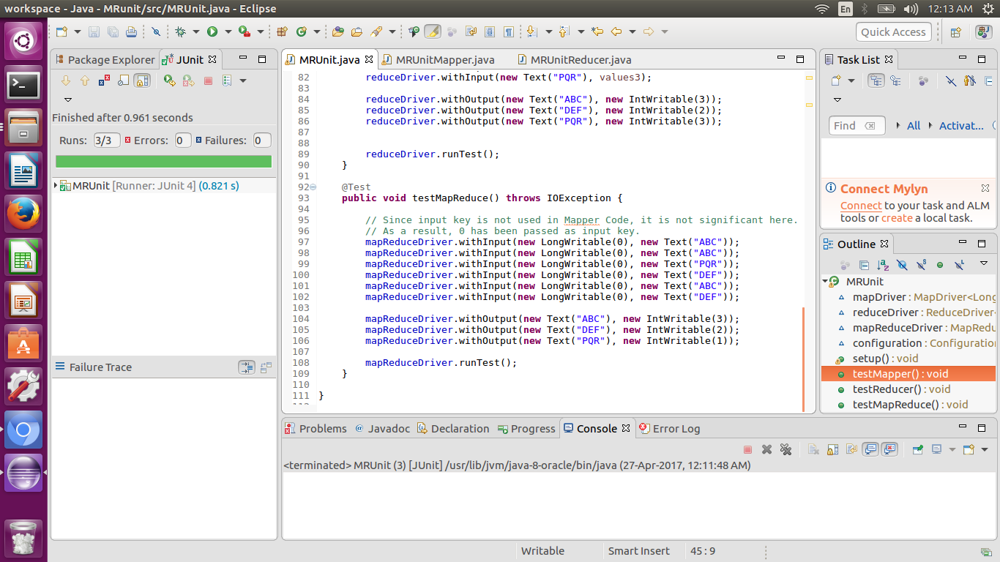 workspace - Java - MRunit/src/MRUnit.java - Eclipse
En
12:13 AM
Quick Access
Package Explorer
JUnit
Finished after 0.961 seconds
Runs: 3/3 Errors: 0 Failures: 0
MRUnit [Runner: JUnit 4] (0.821 s)
Failure Trace
MRUnit.java MRUnitMapper.java MRUnitReducer.java
82 reduceDriver.withInput(new Text("PQR"), values3);
83
84 reduceDriver.withOutput(new Text("ABC"), new IntWritable(3));
85 reduceDriver.withOutput(new Text("DEF"), new IntWritable(2));
86 reduceDriver.withOutput(new Text("PQR"), new IntWritable(3));
87
88
89 reduceDriver.runTest();
90 }
91
92 @Test
93 public void testMapReduce() throws IOException {
94
95 // Since input key is not used in Mapper Code, it is not significant here.
96 // As a result, 0 has been passed as input key.
97 mapReduceDriver.withInput(new LongWritable(0), new Text("ABC"));
98 mapReduceDriver.withInput(new LongWritable(0), new Text("ABC"));
99 mapReduceDriver.withInput(new LongWritable(0), new Text("PQR"));
100 mapReduceDriver.withInput(new LongWritable(0), new Text("DEF"));
101 mapReduceDriver.withInput(new LongWritable(0), new Text("ABC"));
102 mapReduceDriver.withInput(new LongWritable(0), new Text("DEF"));
103
104 mapReduceDriver.withOutput(new Text("ABC"), new IntWritable(3));
105 mapReduceDriver.withOutput(new Text("DEF"), new IntWritable(2));
106 mapReduceDriver.withOutput(new Text("PQR"), new IntWritable(1));
107
108 mapReduceDriver.runTest();
109 }
110
111 }
Task List
Find All Activat...
Connect Mylyn
Connect to your task and ALM
tools or create a local task.
Outline
MRUnit
mapDriver : MapDriver<Long
reduceDriver : ReduceDriver<
mapReduceDriver : MapRedu
configuration : Configuration
setup() : void
testMapper() : void
testReducer() : void
testMapReduce() : void
Problems @ Javadoc Declaration Progress Console Error Log
<terminated> MRUnit (3) [JUnit] /usr/lib/jvm/java-8-oracle/bin/java (27-Apr-2017, 12:11:48 AM)
Writable Smart Insert 45 : 9